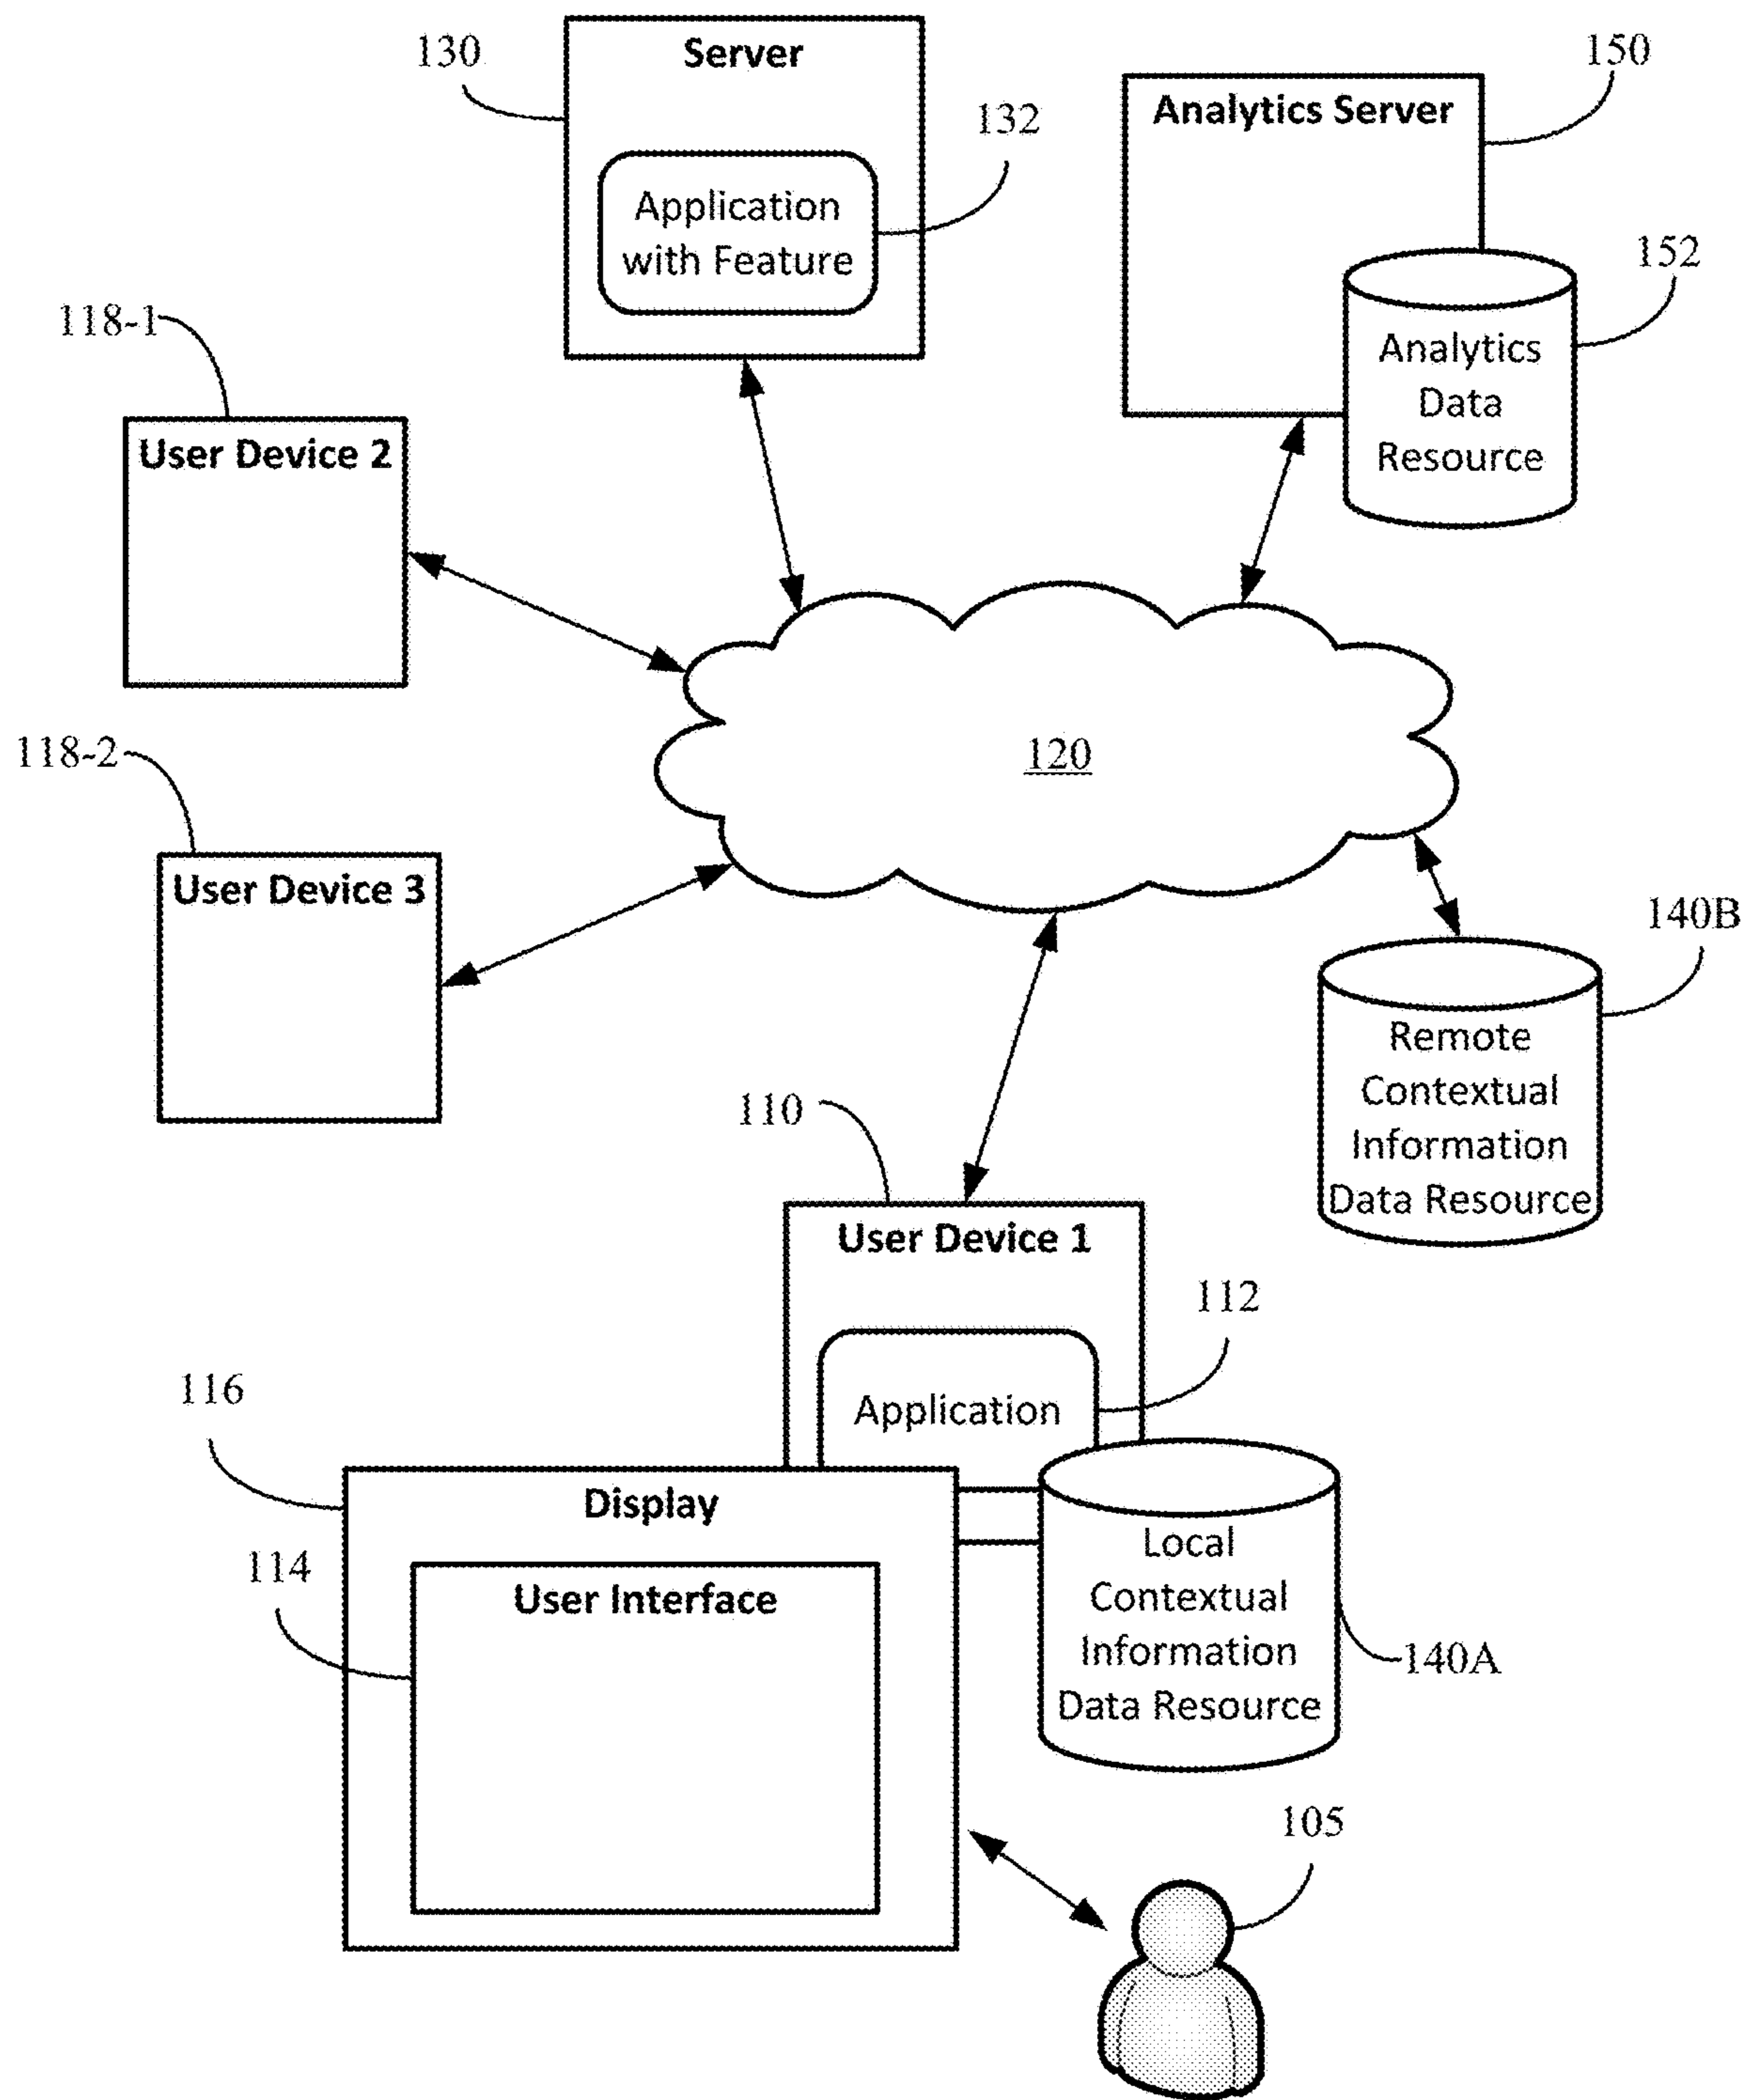 130
Server
132
Application
with Feature
150
Analytics Server
152
Analytics
Data
Resource
118-1
User Device 2
118-2
User Device 3
120
140B
Remote
Contextual
Information
Data Resource
110
User Device 1
112
Application
116
Display
114
User Interface
Local
Contextual
Information
Data Resource
140A
105